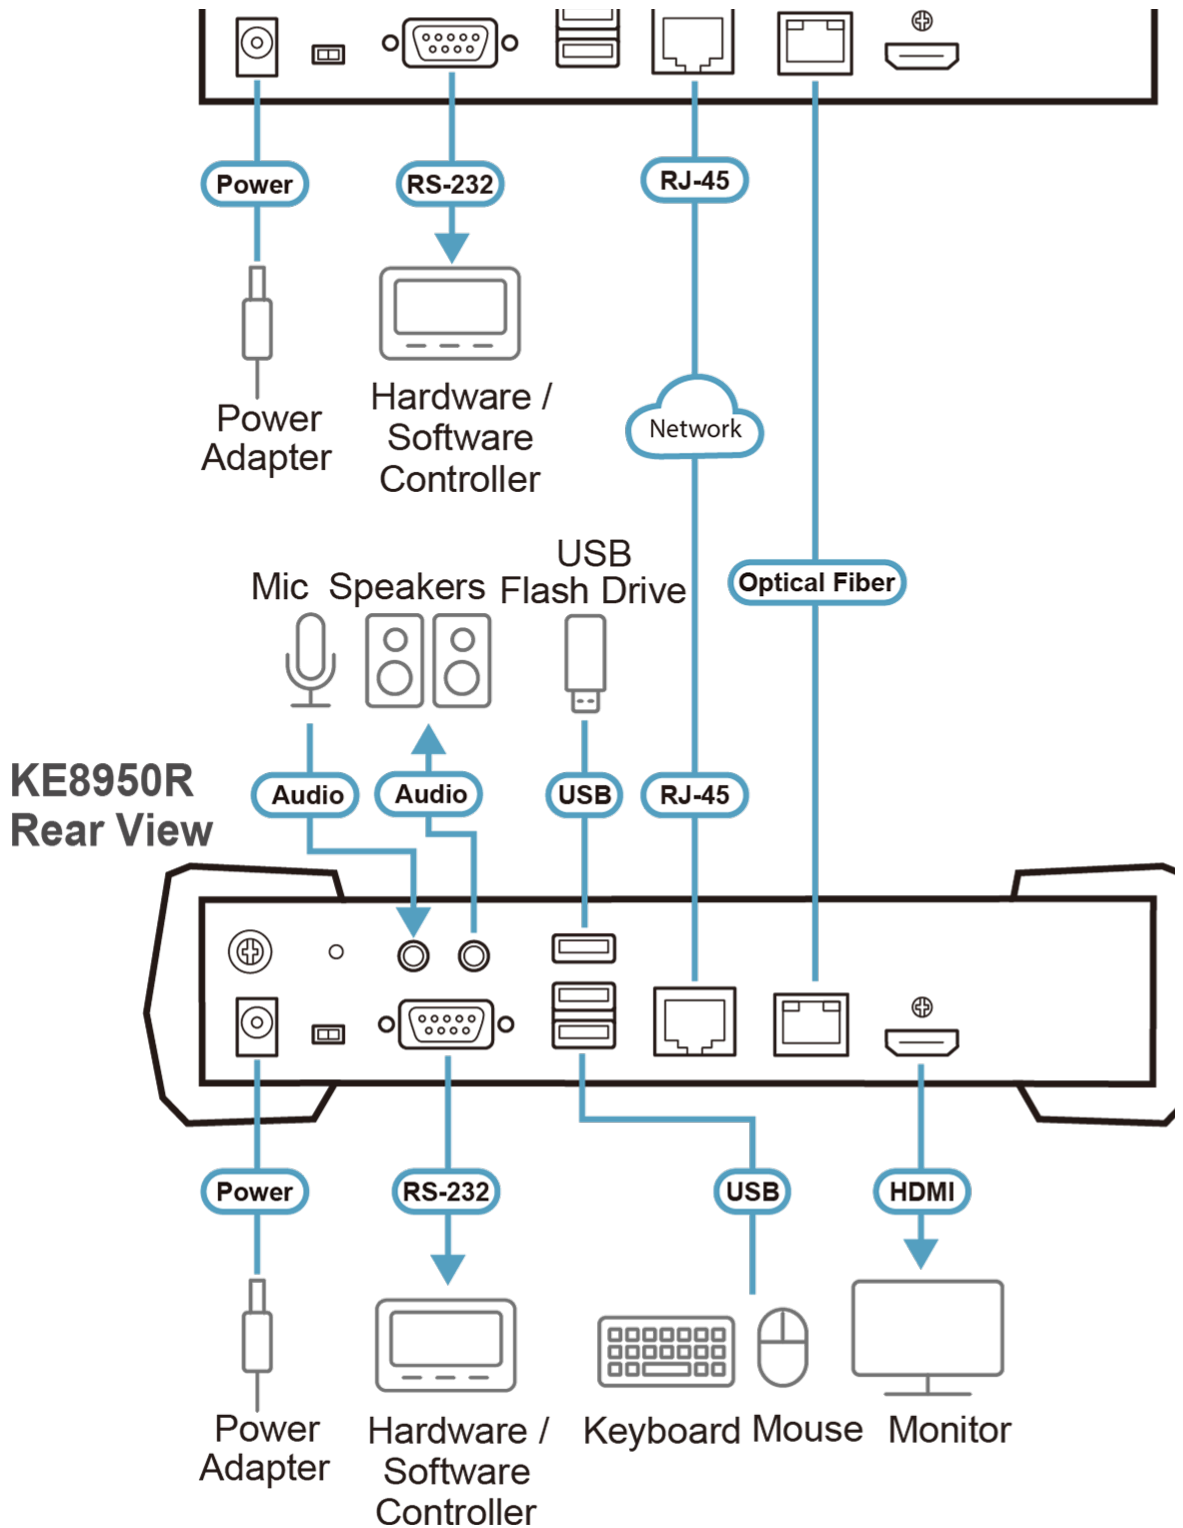 Power
RS-232
RJ-45
Power
Adapter
Hardware /
Software
Controller
Network
Optical Fiber
Mic
Speakers
USB
Flash Drive
KE8950R
Rear View
Audio
Audio
USB
RJ-45
Power
RS-232
USB
HDMI
Power
Adapter
Hardware /
Software
Controller
Keyboard
Mouse
Monitor